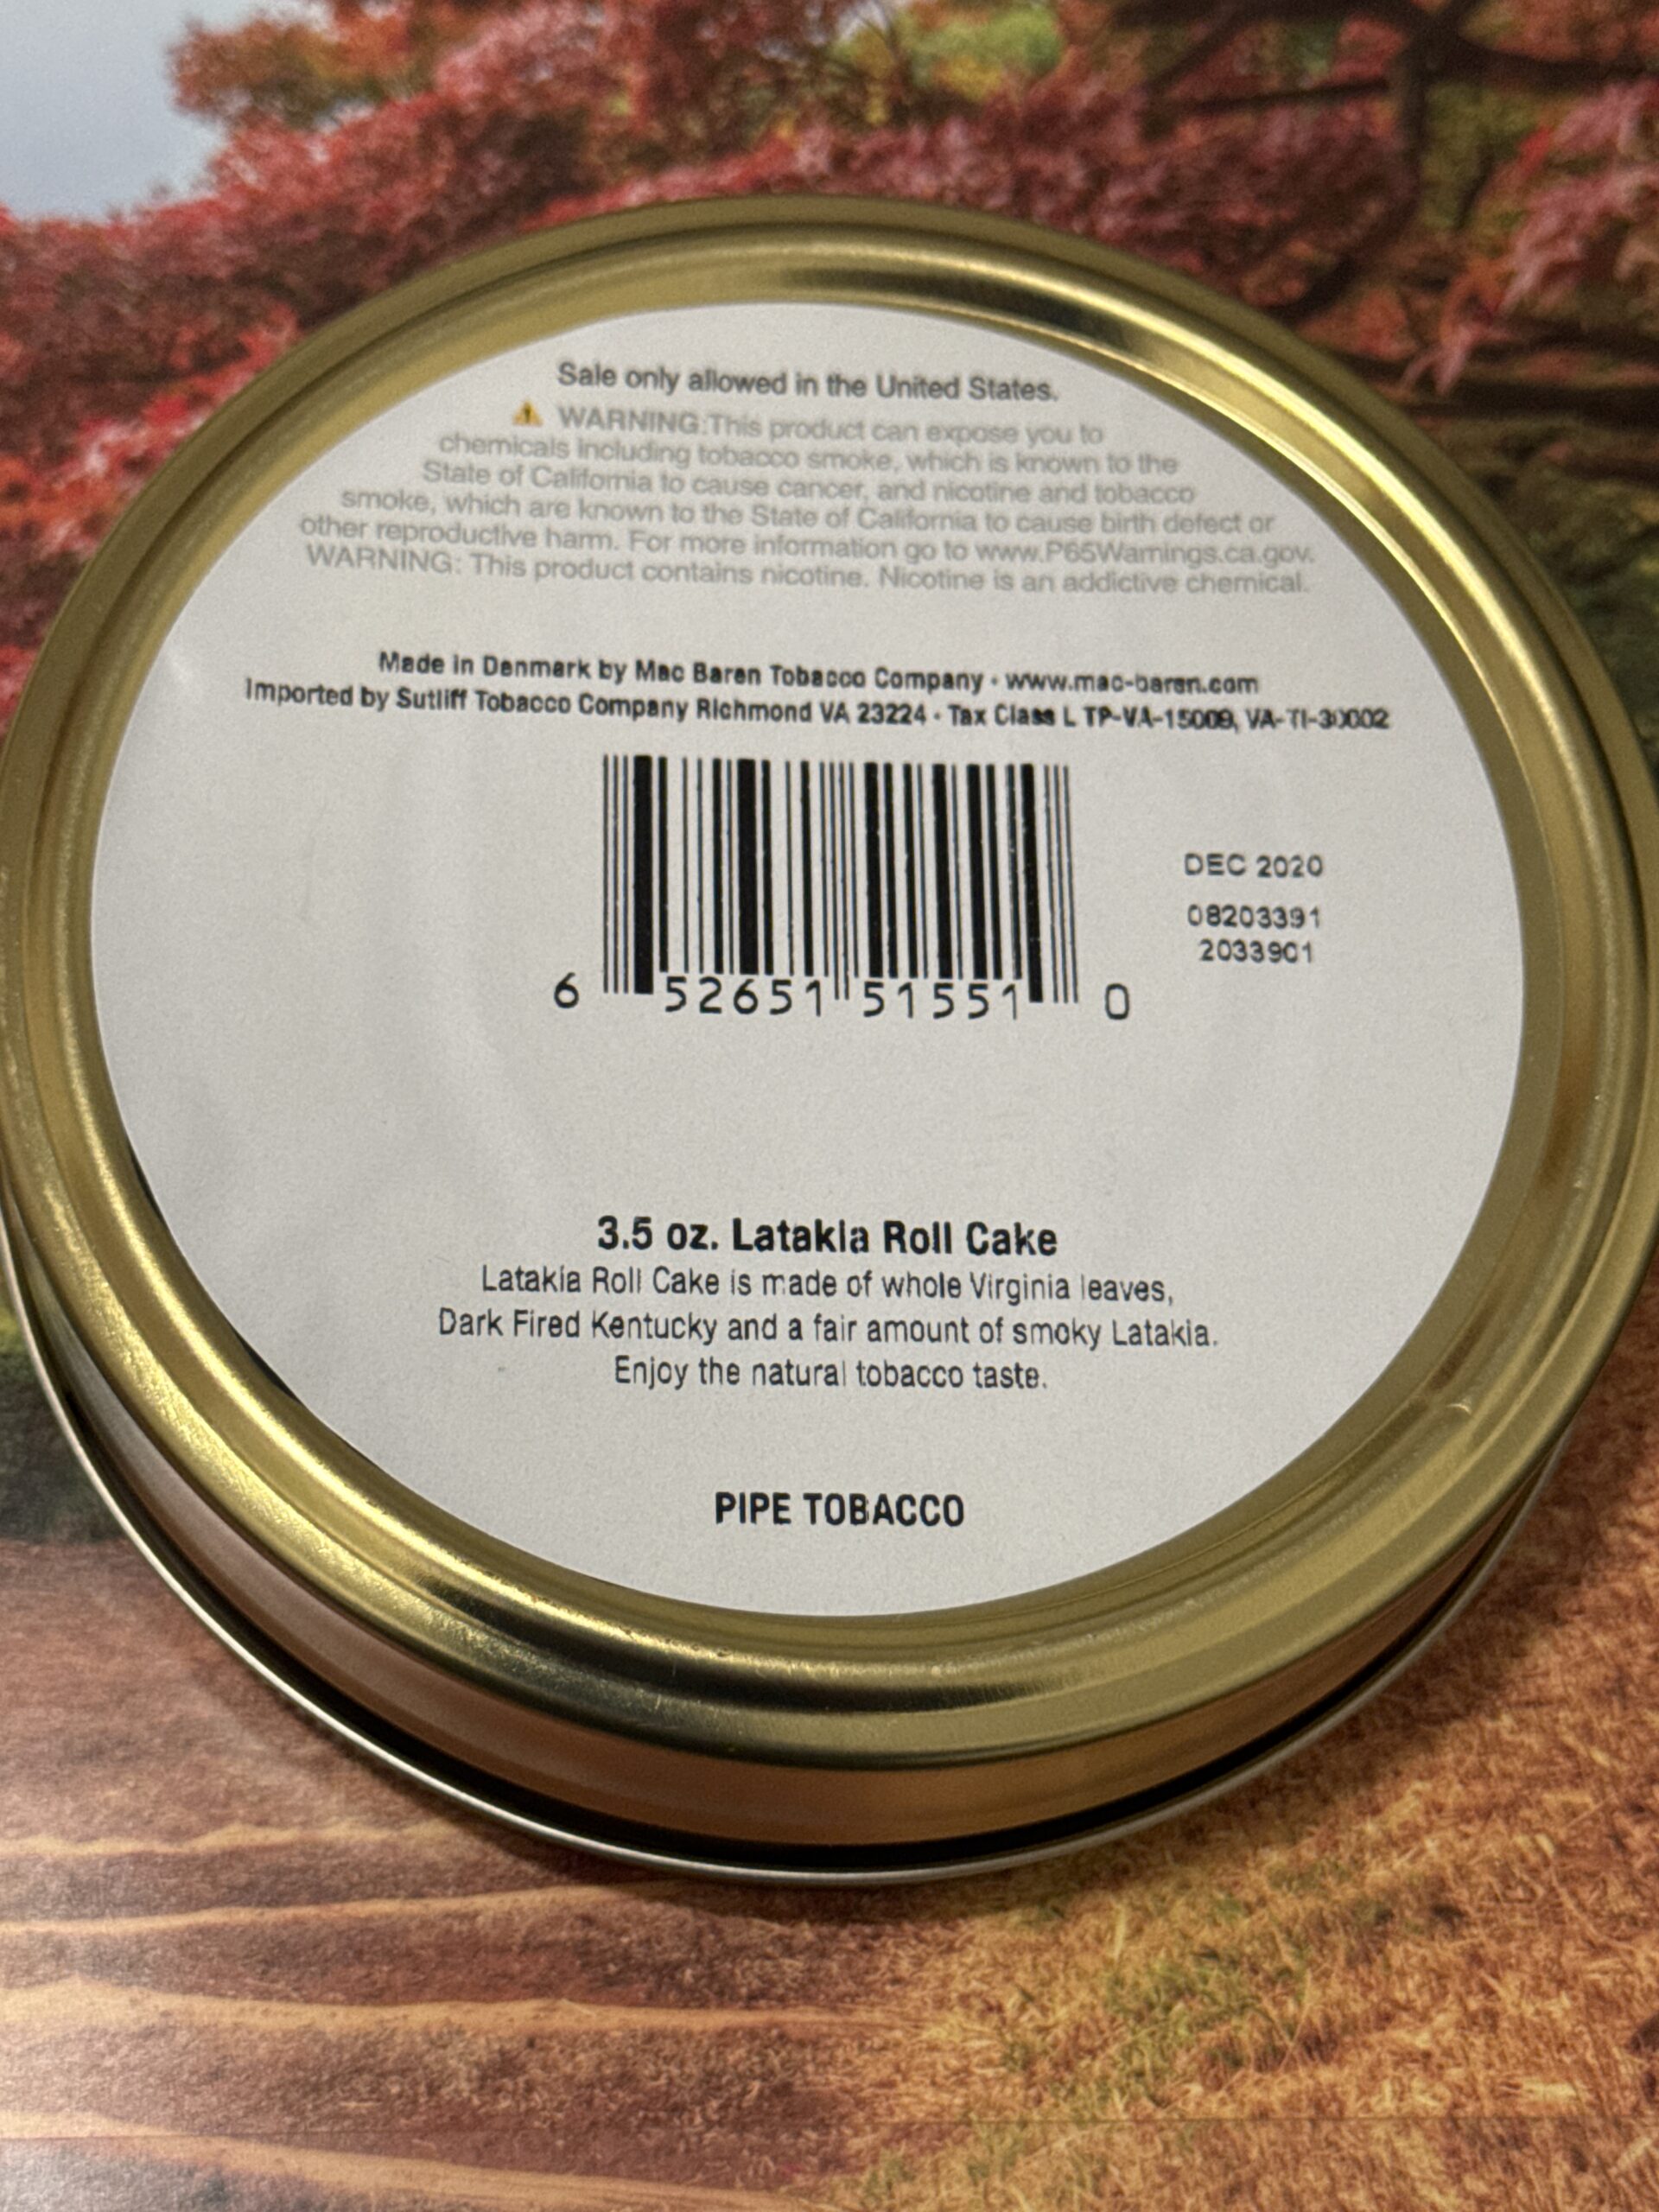 Sale only allowed in the United States.
⚠ WARNING:This product can expose you to
chemicals including tobacco smoke, which is known to the
State of California to cause cancer, and nicotine and tobacco
smoke, which are known to the State of California to cause birth defect or
other reproductive harm. For more information go to www.P65Warnings.ca.gov.
WARNING: This product contains nicotine. Nicotine is an addictive chemical.
Made in Denmark by Mac Baren Tobacco Company • www.mac-baren.com
Imported by Sutliff Tobacco Company Richmond VA 23224 • Tax Class L TP-VA-15009, VA-TI-30002
DEC 2020
08203391
2033901
6 52651 51551 0
3.5 oz. Latakia Roll Cake
Latakia Roll Cake is made of whole Virginia leaves,
Dark Fired Kentucky and a fair amount of smoky Latakia.
Enjoy the natural tobacco taste.
PIPE TOBACCO